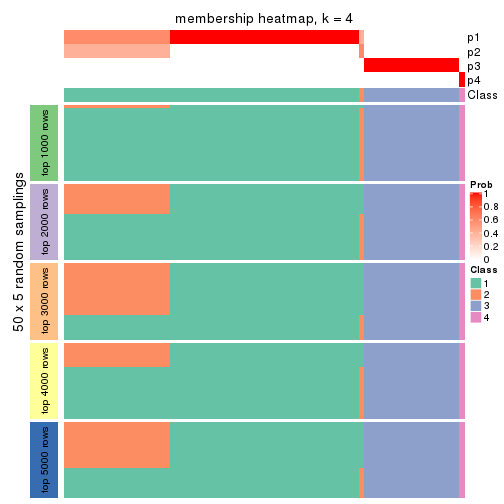 membership heatmap, k = 4
p1
p2
p3
p4
Class
50 x 5 random samplings
top 1000 rows
top 2000 rows
top 3000 rows
top 4000 rows
top 5000 rows
Prob
1
0.8
0.6
0.4
0.2
0
Class
1
2
3
4